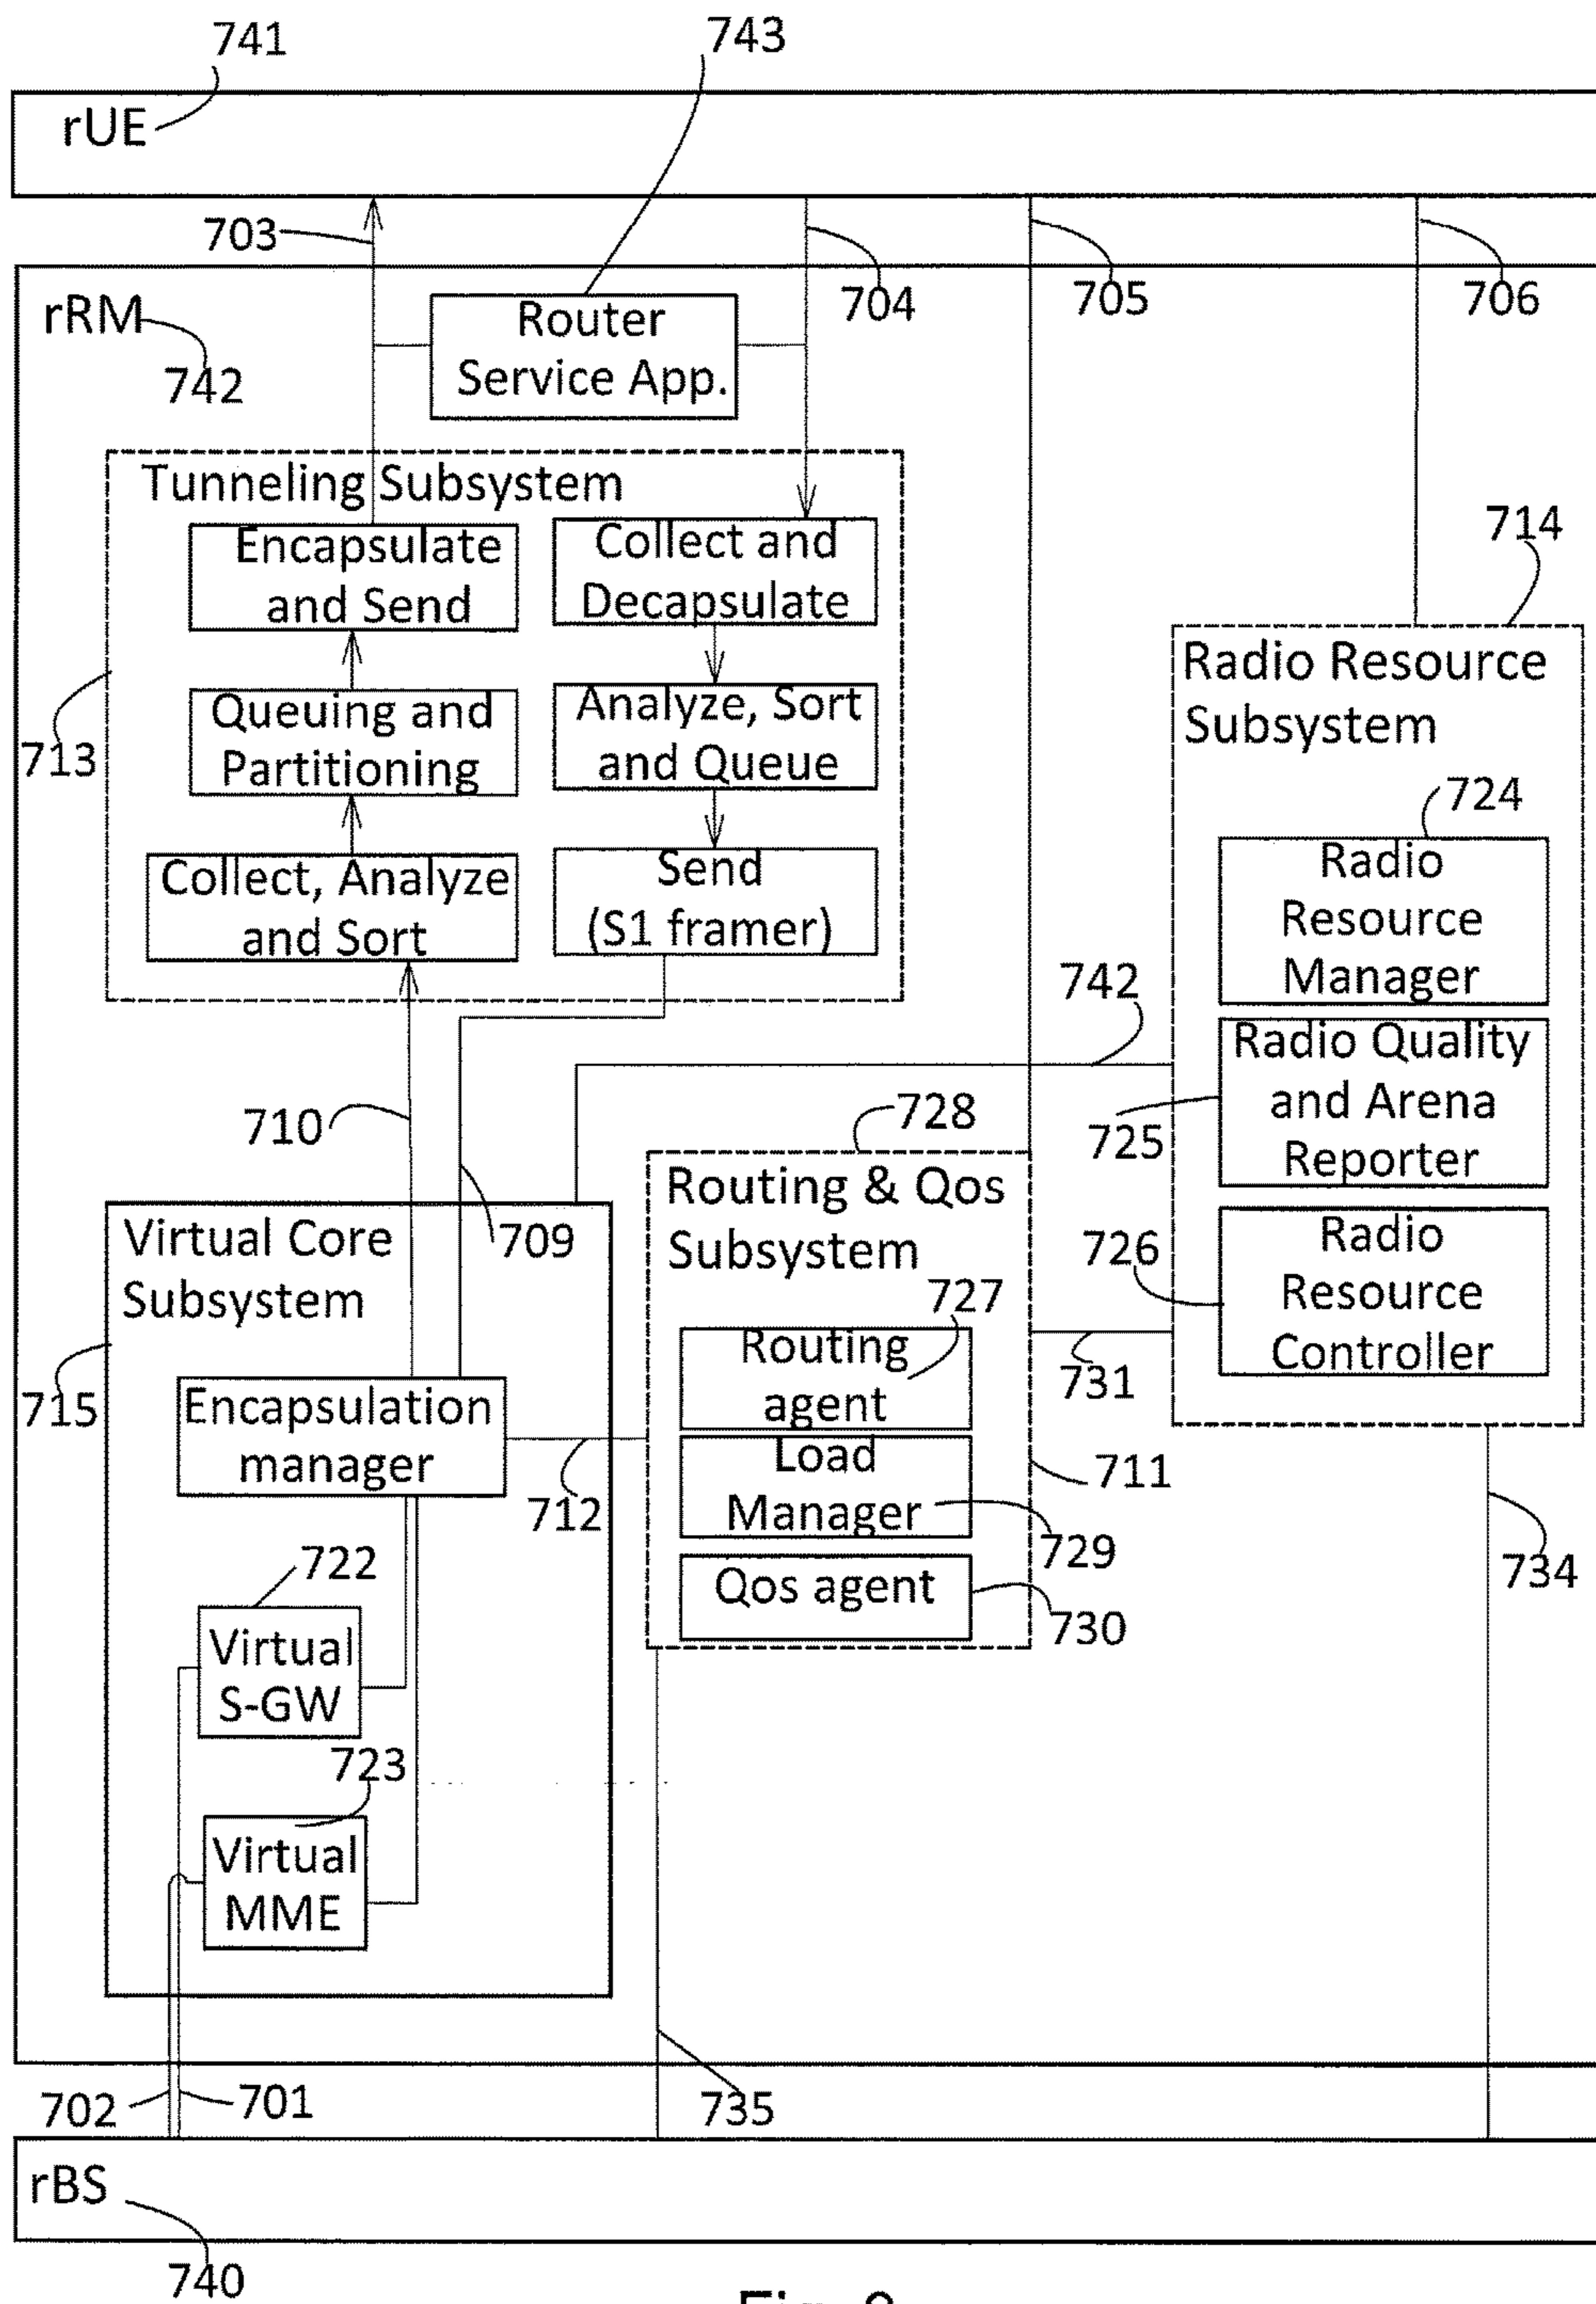 741
743
rUE
703
704
705
706
rRM
742
Router
Service App.
Tunneling Subsystem
Encapsulate
and Send
Collect and
Decapsulate
714
Radio Resource
Subsystem
Queuing and
Partitioning
Analyze, Sort
and Queue
713
724
Radio
Resource
Manager
Collect, Analyze
and Sort
Send
(S1 framer)
742
Radio Quality
and Arena
Reporter
725
710
728
709
Virtual Core
Subsystem
Routing & Qos
Subsystem
726
Radio
Resource
Controller
727
Routing
agent
731
715
Encapsulation
manager
712
Load
Manager
711
729
734
722
Qos agent
730
Virtual
S-GW
723
Virtual
MME
702
701
735
rBS
740